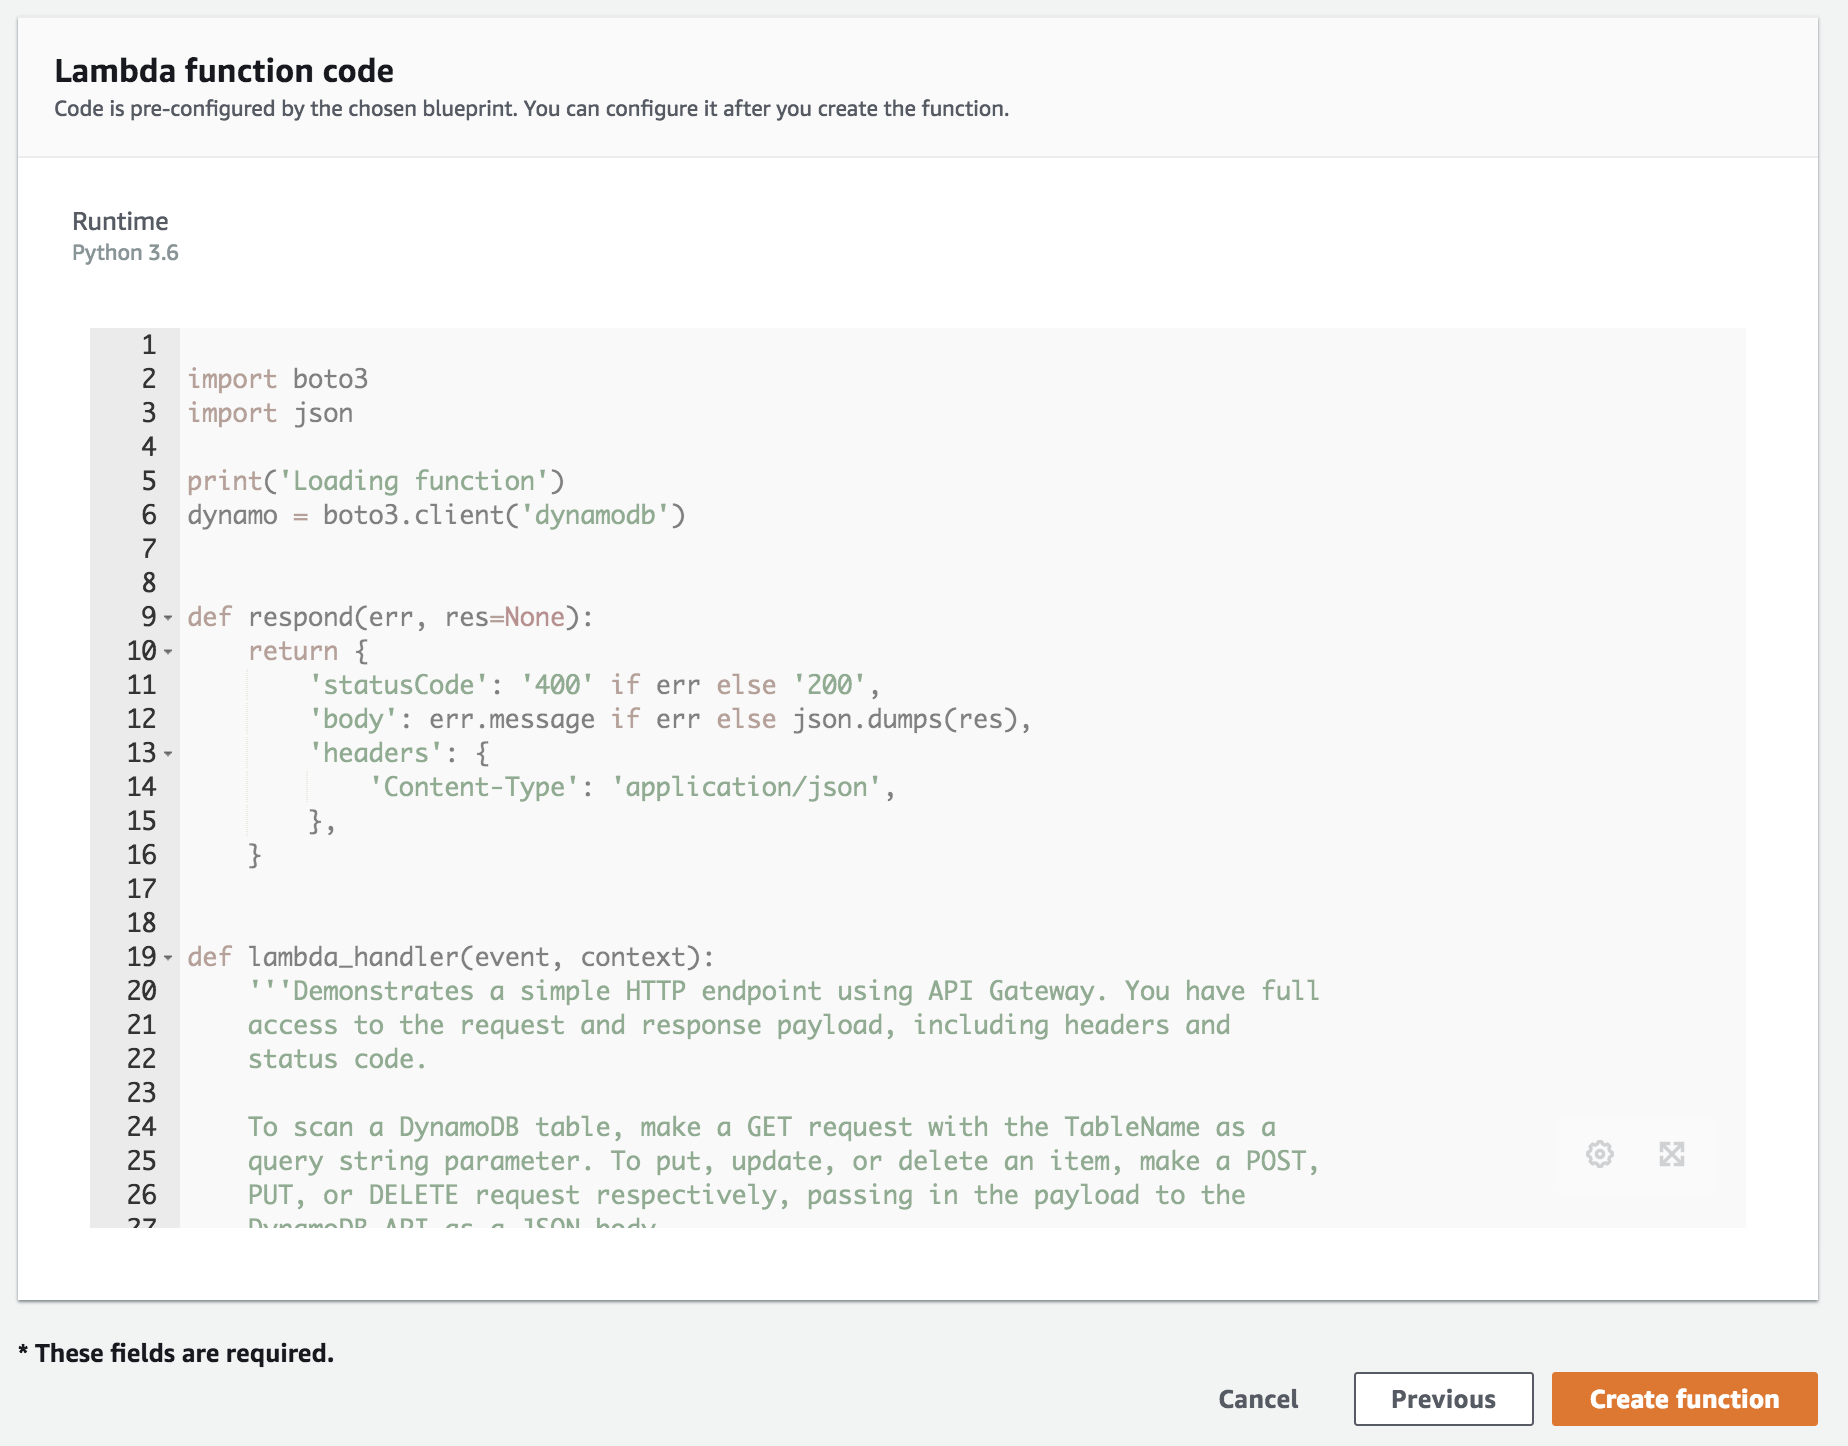 Lambda function code
Code is pre-configured by the chosen blueprint. You can configure it after you create the function.
Runtime
Python 3.6
1
2 import boto3
3 import json
4
5 print('Loading function')
6 dynamo = boto3.client('dynamodb')
7
8
9 def respond(err, res=None):
10     return {
11         'statusCode': '400' if err else '200',
12         'body': err.message if err else json.dumps(res),
13         'headers': {
14             'Content-Type': 'application/json',
15         },
16     }
17
18
19 def lambda_handler(event, context):
20     '''Demonstrates a simple HTTP endpoint using API Gateway. You have full
21     access to the request and response payload, including headers and
22     status code.
23
24     To scan a DynamoDB table, make a GET request with the TableName as a
25     query string parameter. To put, update, or delete an item, make a POST,
26     PUT, or DELETE request respectively, passing in the payload to the
27     DynamoDB API as a JSON body
* These fields are required.
Cancel Previous Create function